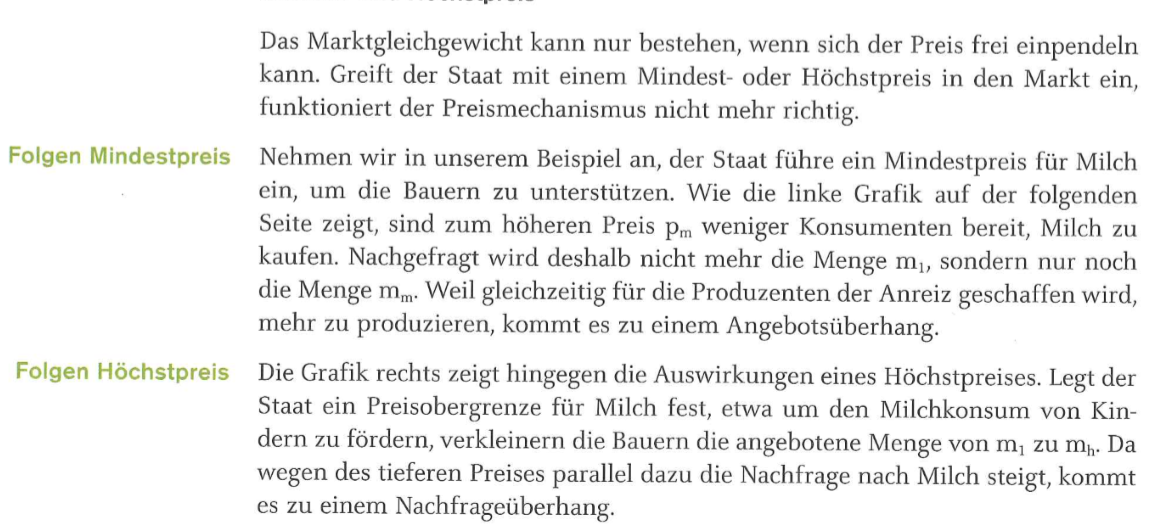 Das Marktgleichgewicht kann nur bestehen, wenn sich der Preis frei einpendeln
kann. Greift der Staat mit einem Mindest- oder Höchstpreis in den Markt ein,
funktioniert der Preismechanismus nicht mehr richtig.
Folgen Mindestpreis
Nehmen wir in unserem Beispiel an, der Staat führe ein Mindestpreis für Milch
ein, um die Bauern zu unterstützen. Wie die linke Grafik auf der folgenden
Seite zeigt, sind zum höheren Preis pₘ weniger Konsumenten bereit, Milch zu
kaufen. Nachgefragt wird deshalb nicht mehr die Menge m₁, sondern nur noch
die Menge mₘ. Weil gleichzeitig für die Produzenten der Anreiz geschaffen wird,
mehr zu produzieren, kommt es zu einem Angebotsüberhang.
Folgen Höchstpreis
Die Grafik rechts zeigt hingegen die Auswirkungen eines Höchstpreises. Legt der
Staat ein Preisobergrenze für Milch fest, etwa um den Milchkonsum von Kin-
dern zu fördern, verkleinern die Bauern die angebotene Menge von m₁ zu mₕ. Da
wegen des tieferen Preises parallel dazu die Nachfrage nach Milch steigt, kommt
es zu einem Nachfrageüberhang.